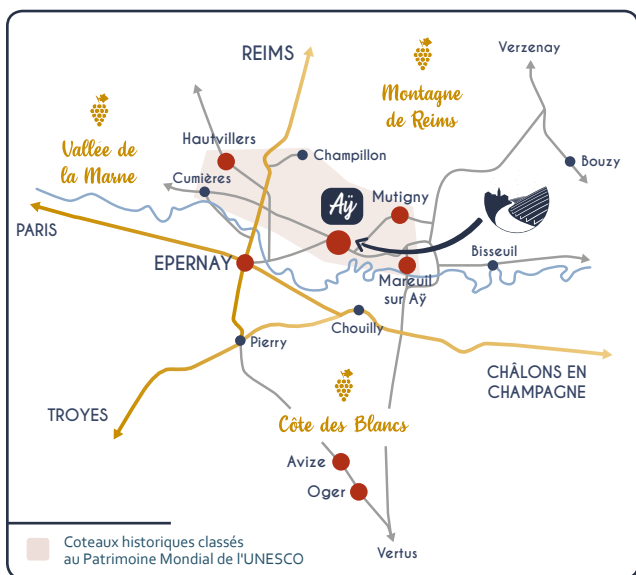 REIMS
Verzenay
Montagne
de Reims
Hautvillers
Vallée de
la Marne
Champillon
Bouzy
Cumières
Aÿ
Mutigny
PARIS
EPERNAY
Bisseuil
Mareuil
sur Aÿ
Chouilly
Pierry
CHÂLONS EN
CHAMPAGNE
TROYES
Côte des Blancs
Avize
Oger
Vertus
Coteaux historiques classés
au Patrimoine Mondial de l'UNESCO